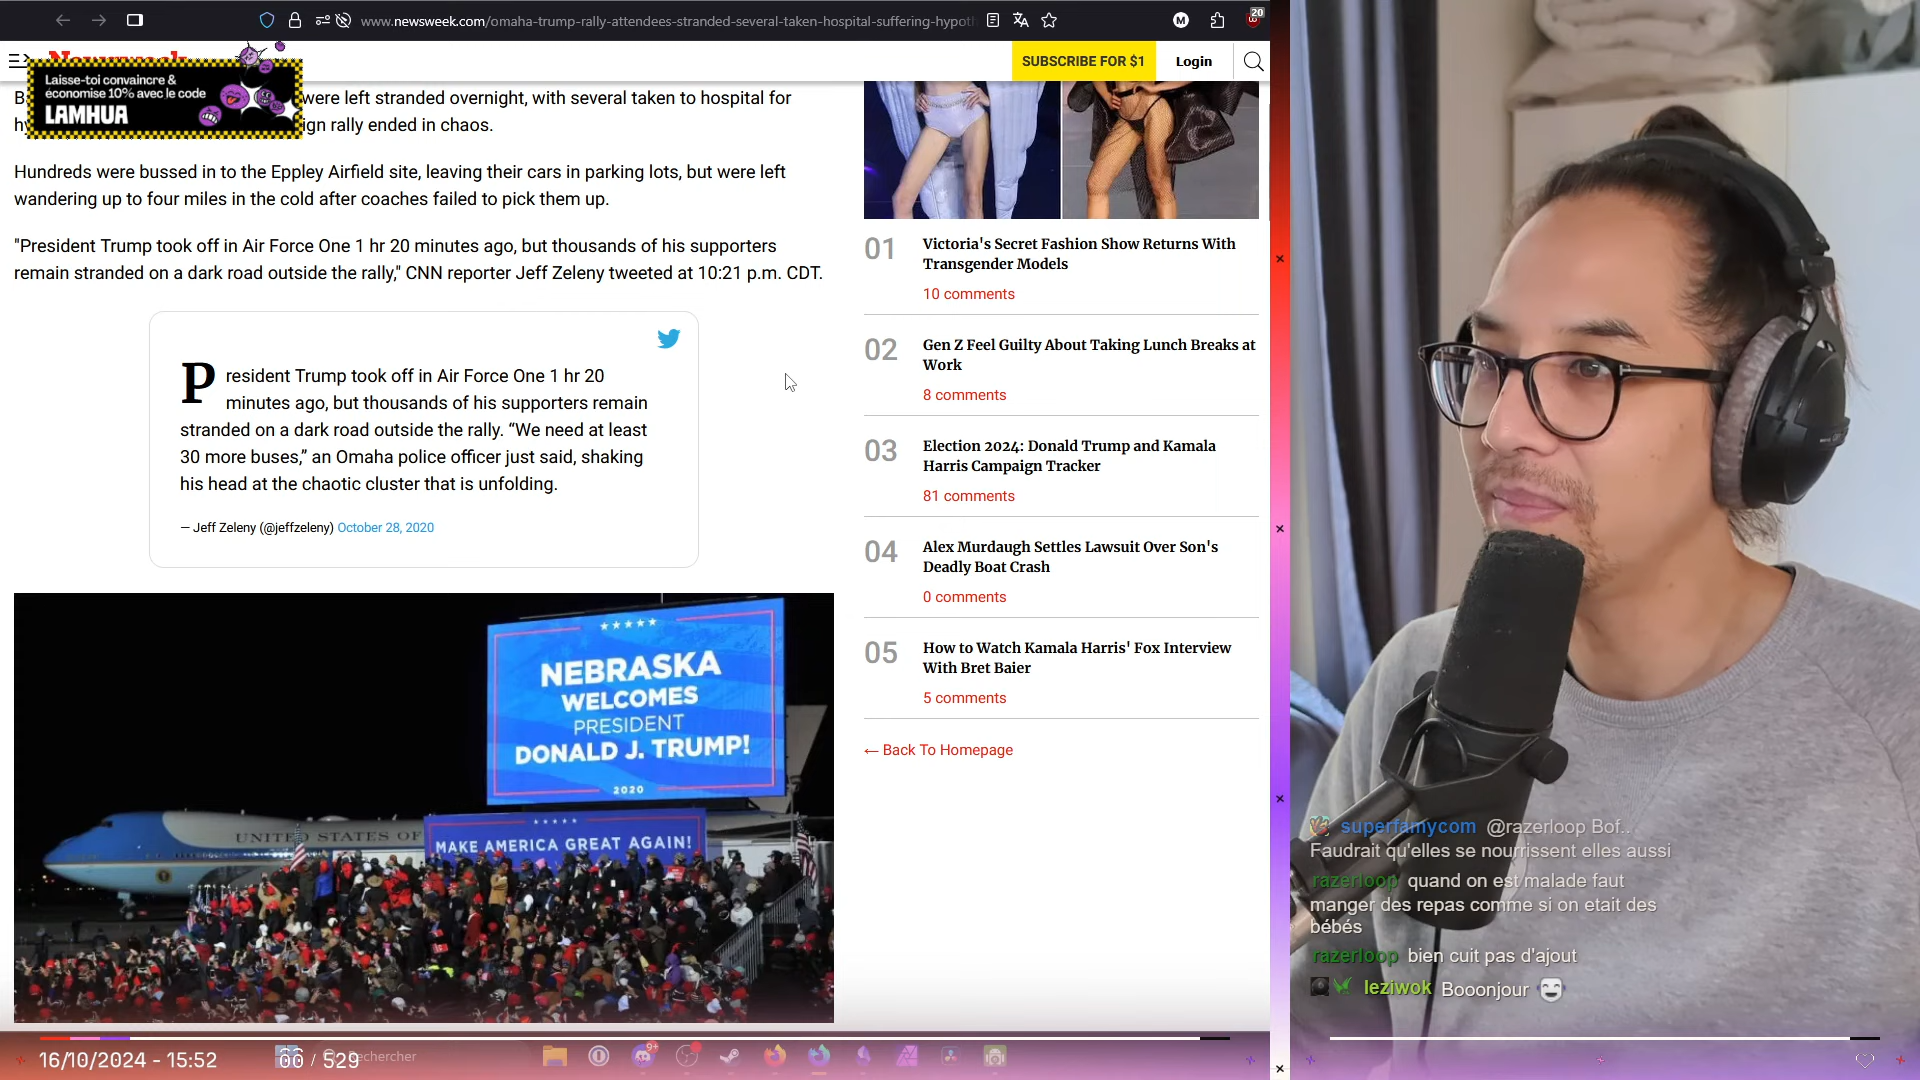 www.newsweek.com/omaha-trump-rally-attendees-stranded-several-taken-hospital-suffering-hypoth
M
20
SUBSCRIBE FOR $1
Login
Laisse-toi convaincre &
économise 10% avec le code
LAMHUA
were left stranded overnight, with several taken to hospital for
ign rally ended in chaos.
Hundreds were bussed in to the Eppley Airfield site, leaving their cars in parking lots, but were left
wandering up to four miles in the cold after coaches failed to pick them up.
"President Trump took off in Air Force One 1 hr 20 minutes ago, but thousands of his supporters
remain stranded on a dark road outside the rally," CNN reporter Jeff Zeleny tweeted at 10:21 p.m. CDT.
President Trump took off in Air Force One 1 hr 20
minutes ago, but thousands of his supporters remain
stranded on a dark road outside the rally. “We need at least
30 more buses,” an Omaha police officer just said, shaking
his head at the chaotic cluster that is unfolding.
— Jeff Zeleny (@jeffzeleny) October 28, 2020
NEBRASKA
WELCOMES
PRESIDENT
DONALD J. TRUMP!
2020
UNITED STATES OF
MAKE AMERICA GREAT AGAIN!
01
Victoria's Secret Fashion Show Returns With
Transgender Models
10 comments
02
Gen Z Feel Guilty About Taking Lunch Breaks at
Work
8 comments
03
Election 2024: Donald Trump and Kamala
Harris Campaign Tracker
81 comments
04
Alex Murdaugh Settles Lawsuit Over Son's
Deadly Boat Crash
0 comments
05
How to Watch Kamala Harris' Fox Interview
With Bret Baier
5 comments
← Back To Homepage
superfamycom @razerloop Bof..
Faudrait qu'elles se nourrissent elles aussi
razerloop quand on est malade faut
manger des repas comme si on etait des
bébés
razerloop bien cuit pas d'ajout
leziwok Booonjour
16/10/2024 - 15:52
00 / 529
Rechercher
9+